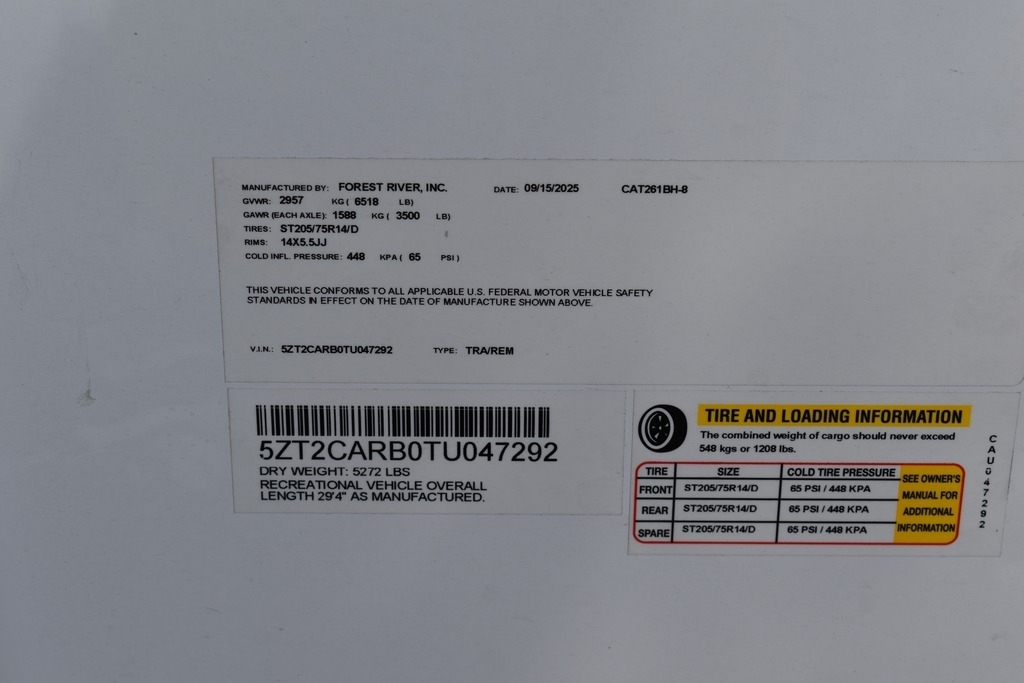 MANUFACTURED BY: FOREST RIVER, INC. DATE: 09/15/2025 CAT261BH-8
GVWR: 2957 KG ( 6518 LB)
GAWR (EACH AXLE): 1588 KG ( 3500 LB)
TIRES: ST205/75R14/D
RIMS: 14X5.5JJ
COLD INFL. PRESSURE: 448 KPA ( 65 PSI )
THIS VEHICLE CONFORMS TO ALL APPLICABLE U.S. FEDERAL MOTOR VEHICLE SAFETY
STANDARDS IN EFFECT ON THE DATE OF MANUFACTURE SHOWN ABOVE.
V.I.N.: 5ZT2CARB0TU047292 TYPE: TRA/REM
5ZT2CARB0TU047292
DRY WEIGHT: 5272 LBS
RECREATIONAL VEHICLE OVERALL
LENGTH 29'4" AS MANUFACTURED.
TIRE AND LOADING INFORMATION
The combined weight of cargo should never exceed
548 kgs or 1208 lbs.
TIRE SIZE COLD TIRE PRESSURE
FRONT ST205/75R14/D 65 PSI / 448 KPA
REAR ST205/75R14/D 65 PSI / 448 KPA
SPARE ST205/75R14/D 65 PSI / 448 KPA
SEE OWNER'S
MANUAL FOR
ADDITIONAL
INFORMATION
CAU047292